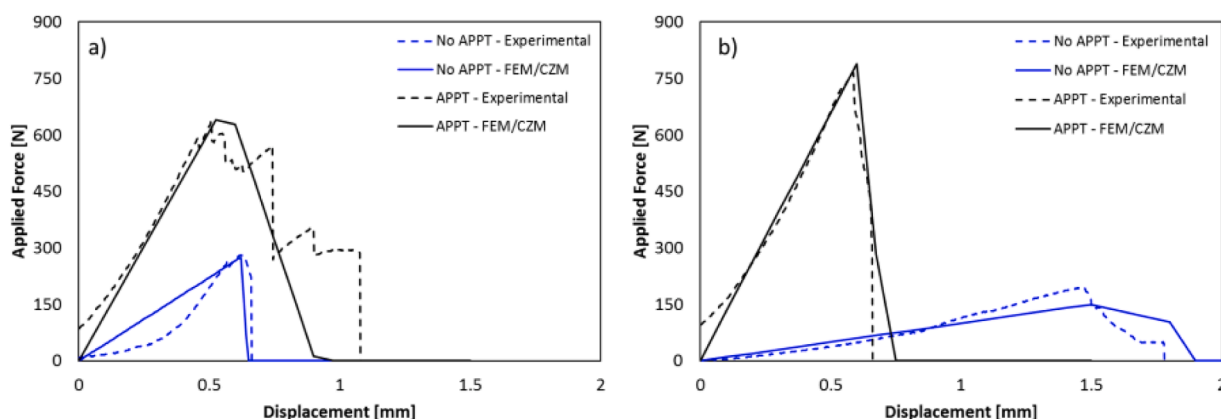 a)
900
750
600
450
300
150
0
Applied Force [N]
0
0.5
1
1.5
2
Displacement [mm]
No APPT - Experimental
No APPT - FEM/CZM
APPT - Experimental
APPT - FEM/CZM
b)
900
750
600
450
300
150
0
Applied Force [N]
0
0.5
1
1.5
2
Displacement [mm]
No APPT - Experimental
No APPT - FEM/CZM
APPT - Experimental
APPT - FEM/CZM